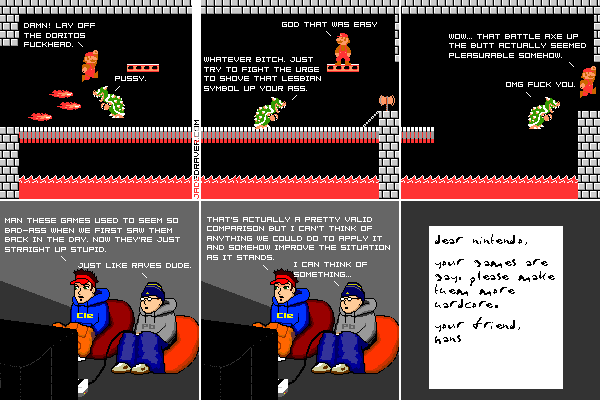 DAMN! LAY OFF
THE DORITOS
FUCKHEAD.
PUSSY.
GOD THAT WAS EASY
WHATEVER BITCH. JUST
TRY TO FIGHT THE URGE
TO SHOVE THAT LESBIAN
SYMBOL UP YOUR ASS.
JADEDRAVER.COM
WOW... THAT BATTLE AXE UP
THE BUTT ACTUALLY SEEMED
PLEASURABLE SOMEHOW.
OMG FUCK YOU.
MAN THESE GAMES USED TO SEEM SO
BAD-ASS WHEN WE FIRST SAW THEM
BACK IN THE DAY. NOW THEY'RE JUST
STRAIGHT UP STUPID.
JUST LIKE RAVES DUDE.
Cle
Pb
THAT'S ACTUALLY A PRETTY VALID
COMPARISON BUT I CAN'T THINK OF
ANYTHING WE COULD DO TO APPLY IT
AND SOMEHOW IMPROVE THE SITUATION
AS IT STANDS.
I CAN THINK OF
SOMETHING...
Cle
Pb
dear nintendo,
your games are
gay. please make
them more
hardcore.
your friend,
hans